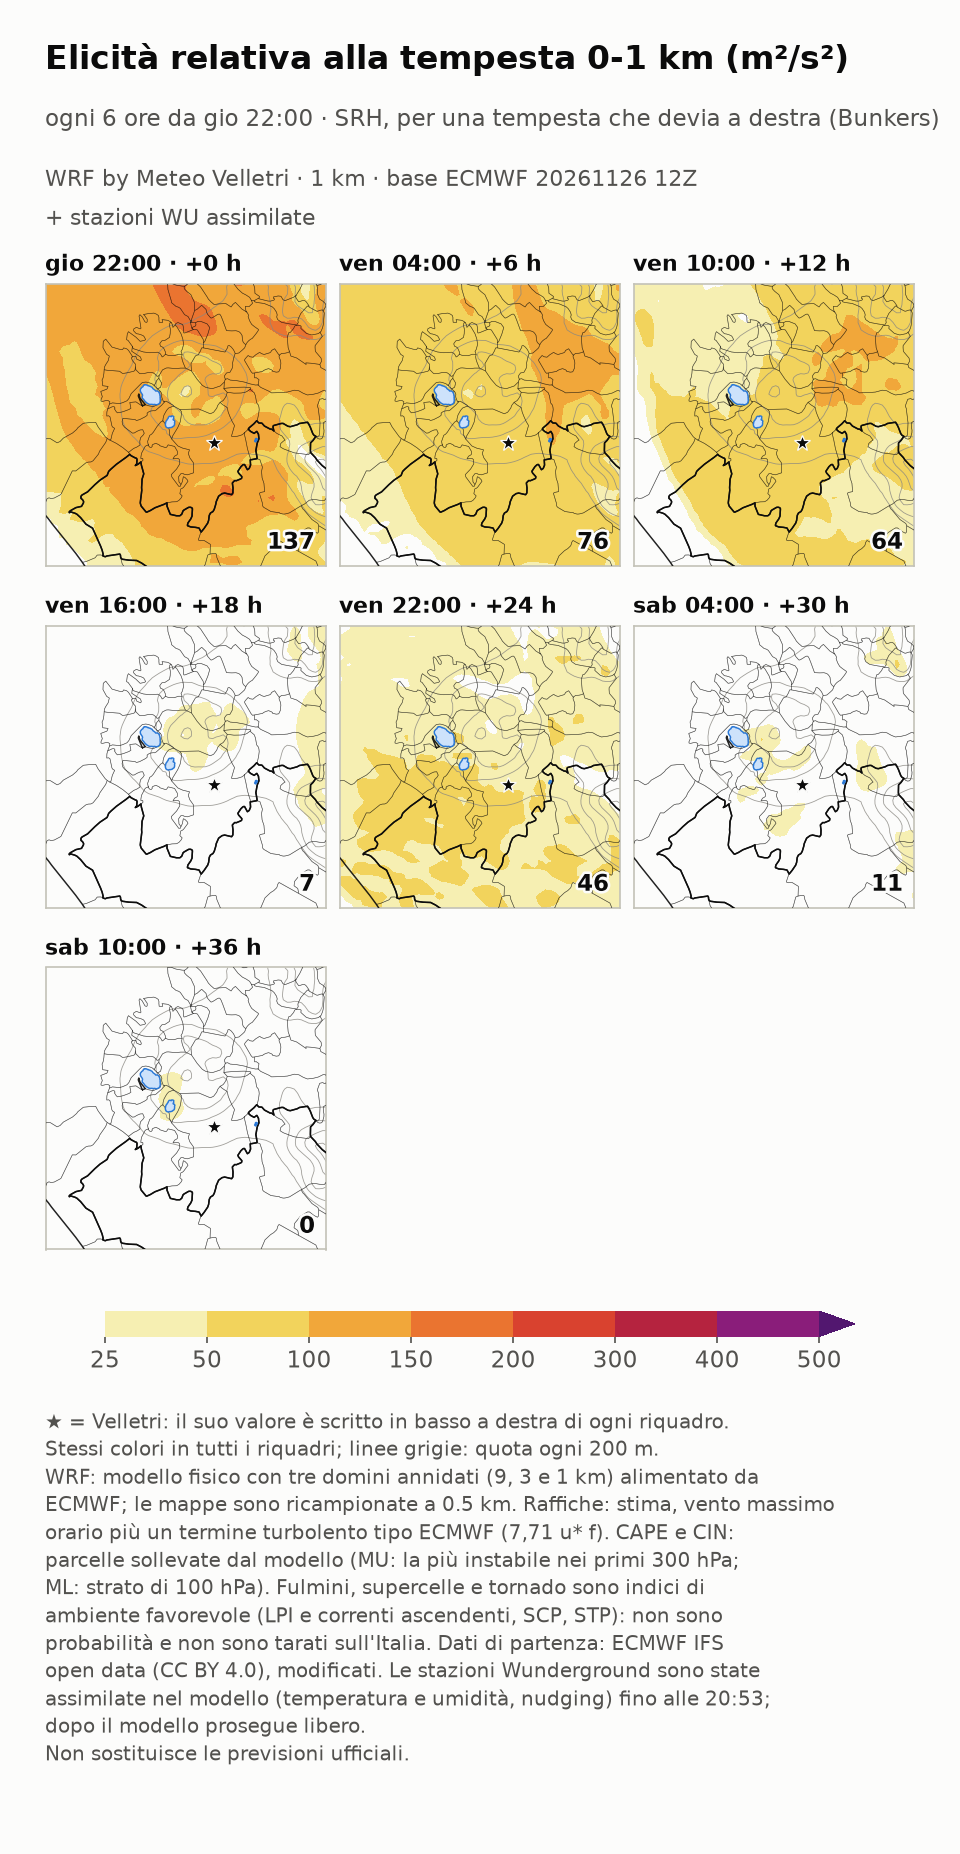 Elicità relativa alla tempesta 0-1 km (m²/s²)
ogni 6 ore da gio 22:00 · SRH, per una tempesta che devia a destra (Bunkers)
WRF by Meteo Velletri · 1 km · base ECMWF 20261126 12Z
+ stazioni WU assimilate
gio 22:00 · +0 h
ven 04:00 · +6 h
ven 10:00 · +12 h
137
76
64
ven 16:00 · +18 h
ven 22:00 · +24 h
sab 04:00 · +30 h
7
46
11
sab 10:00 · +36 h
0
25 50 100 150 200 300 400 500
★ = Velletri: il suo valore è scritto in basso a destra di ogni riquadro.
Stessi colori in tutti i riquadri; linee grigie: quota ogni 200 m.
WRF: modello fisico con tre domini annidati (9, 3 e 1 km) alimentato da
ECMWF; le mappe sono ricampionate a 0.5 km. Raffiche: stima, vento massimo
orario più un termine turbolento tipo ECMWF (7,71 u* f). CAPE e CIN:
parcelle sollevate dal modello (MU: la più instabile nei primi 300 hPa;
ML: strato di 100 hPa). Fulmini, supercelle e tornado sono indici di
ambiente favorevole (LPI e correnti ascendenti, SCP, STP): non sono
probabilità e non sono tarati sull'Italia. Dati di partenza: ECMWF IFS
open data (CC BY 4.0), modificati. Le stazioni Wunderground sono state
assimilate nel modello (temperatura e umidità, nudging) fino alle 20:53;
dopo il modello prosegue libero.
Non sostituisce le previsioni ufficiali.